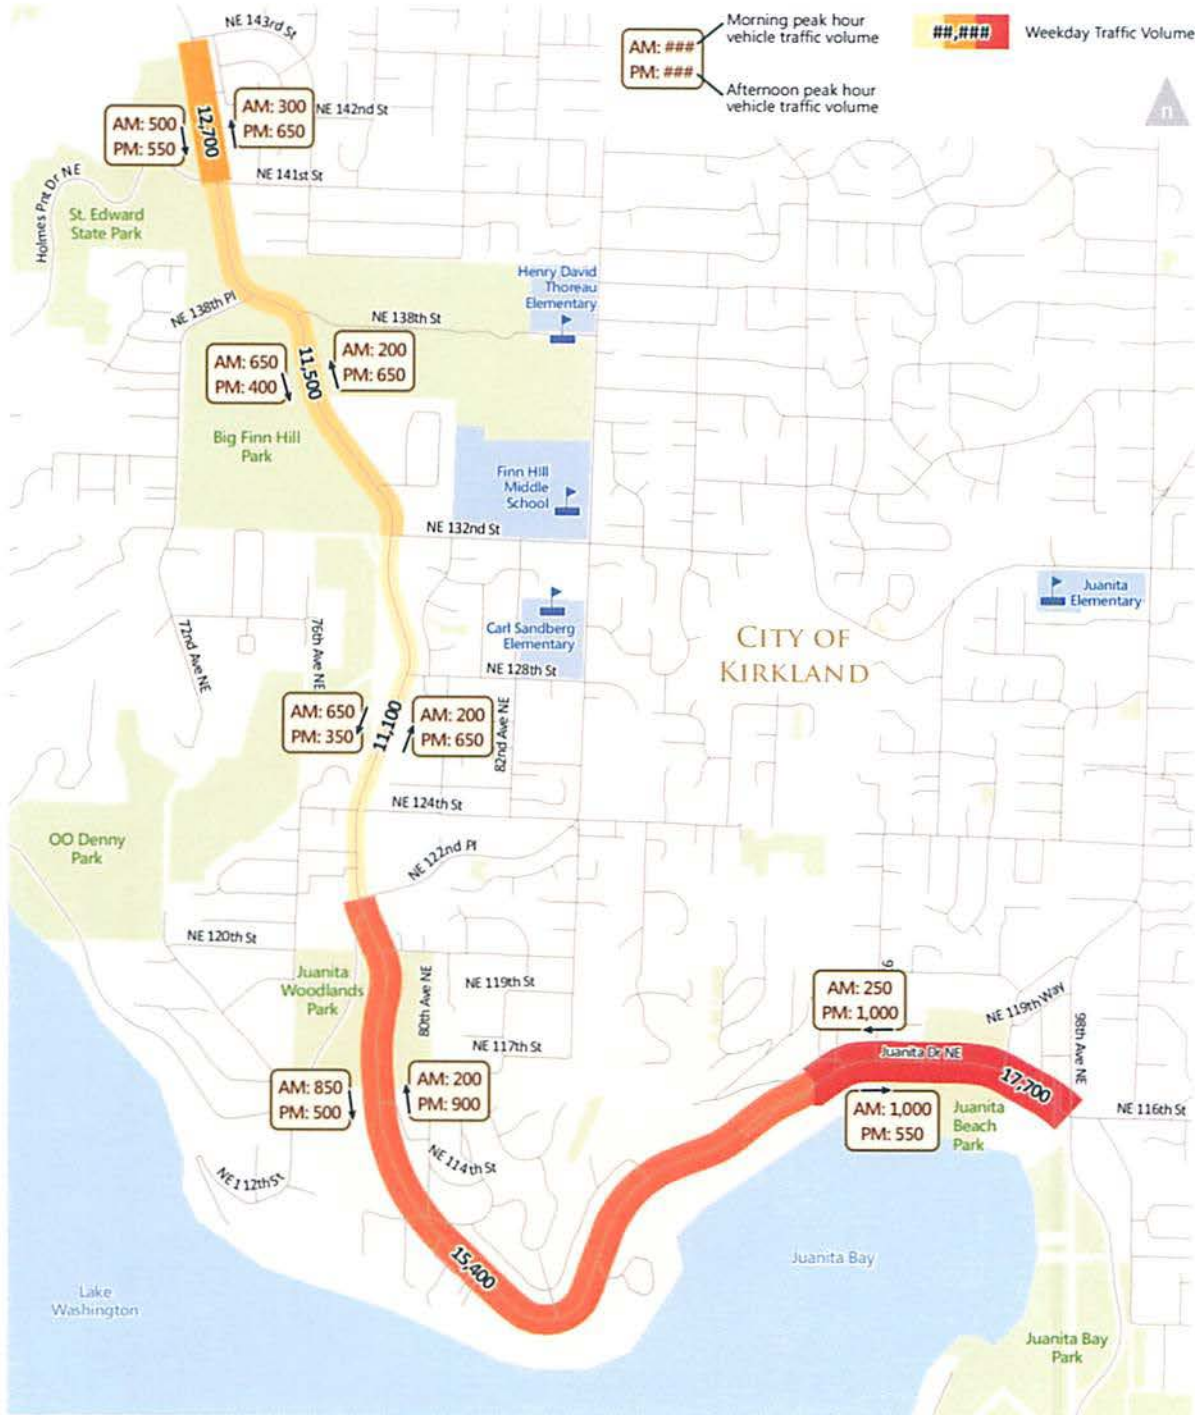 NE 143rd St
Morning peak hour
vehicle traffic volume
AM: ###
PM: ###
Afternoon peak hour
vehicle traffic volume
##,###
Weekday Traffic Volume
n
12,700
AM: 300
PM: 650
NE 142nd St
AM: 500
PM: 550
NE 141st St
Holmes Pnt Dr NE
St. Edward
State Park
Henry David
Thoreau
Elementary
NE 138th Pl
NE 138th St
11,500
AM: 200
PM: 650
AM: 650
PM: 400
Big Finn Hill
Park
Finn Hill
Middle
School
NE 132nd St
Juanita
Elementary
Carl Sandberg
Elementary
CITY OF
KIRKLAND
72nd Ave NE
76th Ave NE
NE 128th St
AM: 650
PM: 350
11,100
AM: 200
PM: 650
82nd Ave NE
NE 124th St
OO Denny
Park
NE 122nd Pl
NE 120th St
Juanita
Woodlands
Park
80th Ave NE
NE 119th St
9
AM: 250
PM: 1,000
NE 119th Way
98th Ave NE
NE 117th St
Juanita Dr NE
17,700
AM: 850
PM: 500
AM: 200
PM: 900
AM: 1,000
PM: 550
Juanita
Beach
Park
NE 116th St
NE 114th St
NE 112th St
15,400
Juanita Bay
Lake
Washington
Juanita Bay
Park